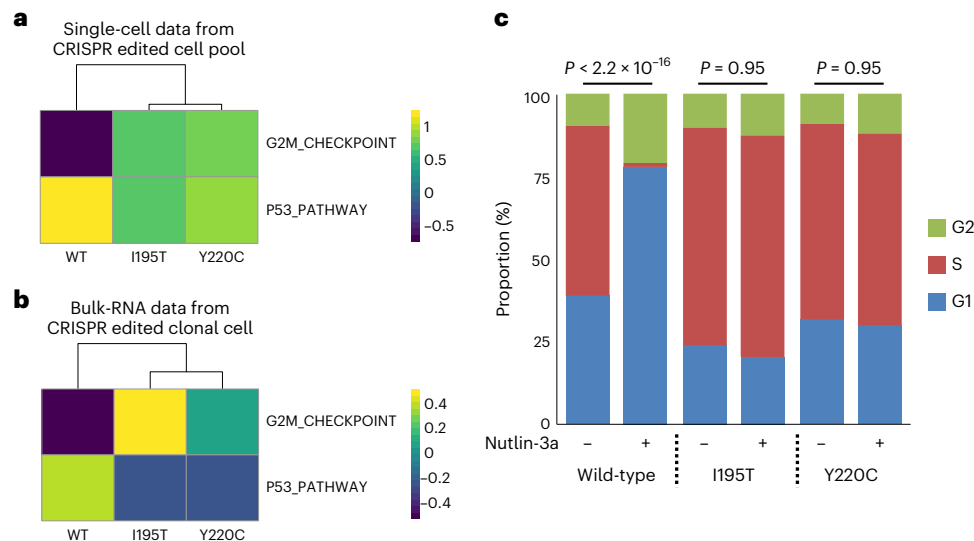 a
Single-cell data from
CRISPR edited cell pool
G2M_CHECKPOINT
P53_PATHWAY
WT I195T Y220C
1
0.5
0
−0.5
b
Bulk-RNA data from
CRISPR edited clonal cell
G2M_CHECKPOINT
P53_PATHWAY
WT I195T Y220C
0.4
0.2
0
−0.2
−0.4
c
P < 2.2 × 10⁻¹⁶ P = 0.95 P = 0.95
Proportion (%)
100
75
50
25
0
Nutlin-3a − + − + − +
Wild-type I195T Y220C
G2
S
G1